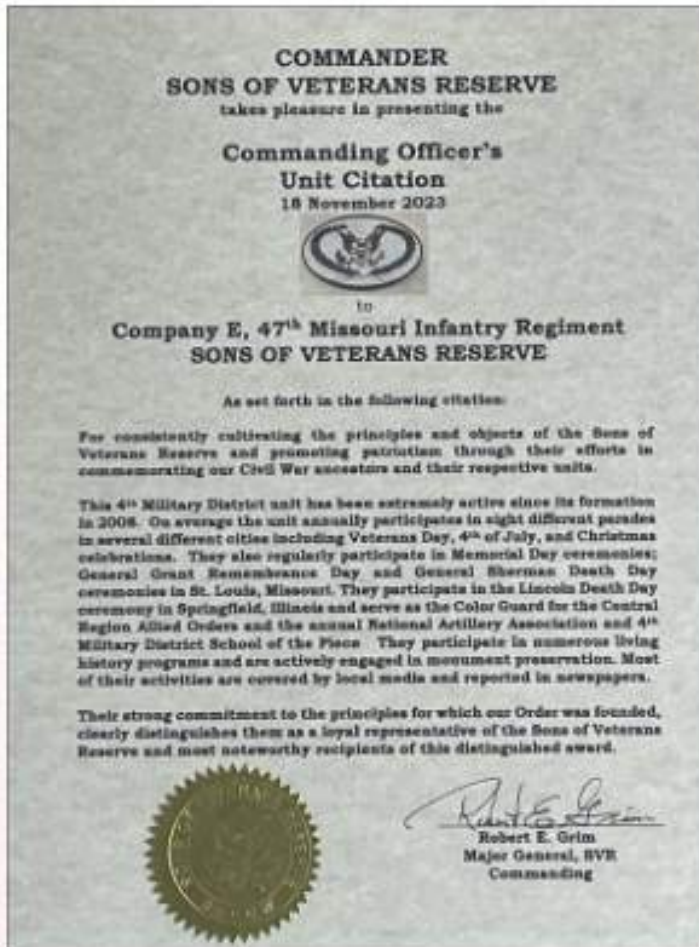 COMMANDER
SONS OF VETERANS RESERVE
takes pleasure in presenting the
Commanding Officer's
Unit Citation
18 November 2023
to
Company E, 47th Missouri Infantry Regiment
SONS OF VETERANS RESERVE
As set forth in the following citation:
For consistently cultivating the principles and objects of the Sons of
Veterans Reserve and promoting patriotism through their efforts in
commemorating our Civil War ancestors and their respective units.
This 4th Military District unit has been extremely active since its formation
in 2008. On average the unit annually participates in eight different parades
in several different cities including Veterans Day, 4th of July, and Christmas
celebrations. They also regularly participate in Memorial Day ceremonies;
General Grant Remembrance Day and General Sherman Death Day
ceremonies in St. Louis, Missouri. They participate in the Lincoln Death Day
ceremony in Springfield, Illinois and serve as the Color Guard for the Central
Region Allied Orders and the annual National Artillery Association and 4th
Military District School of the Piece They participate in numerous living
history programs and are actively engaged in monument preservation. Most
of their activities are covered by local media and reported in newspapers.
Their strong commitment to the principles for which our Order was founded,
clearly distinguishes them as a loyal representative of the Sons of Veterans
Reserve and most noteworthy recipients of this distinguished award.
Robert E. Grim
Robert E. Grim
Major General, SVR
Commanding